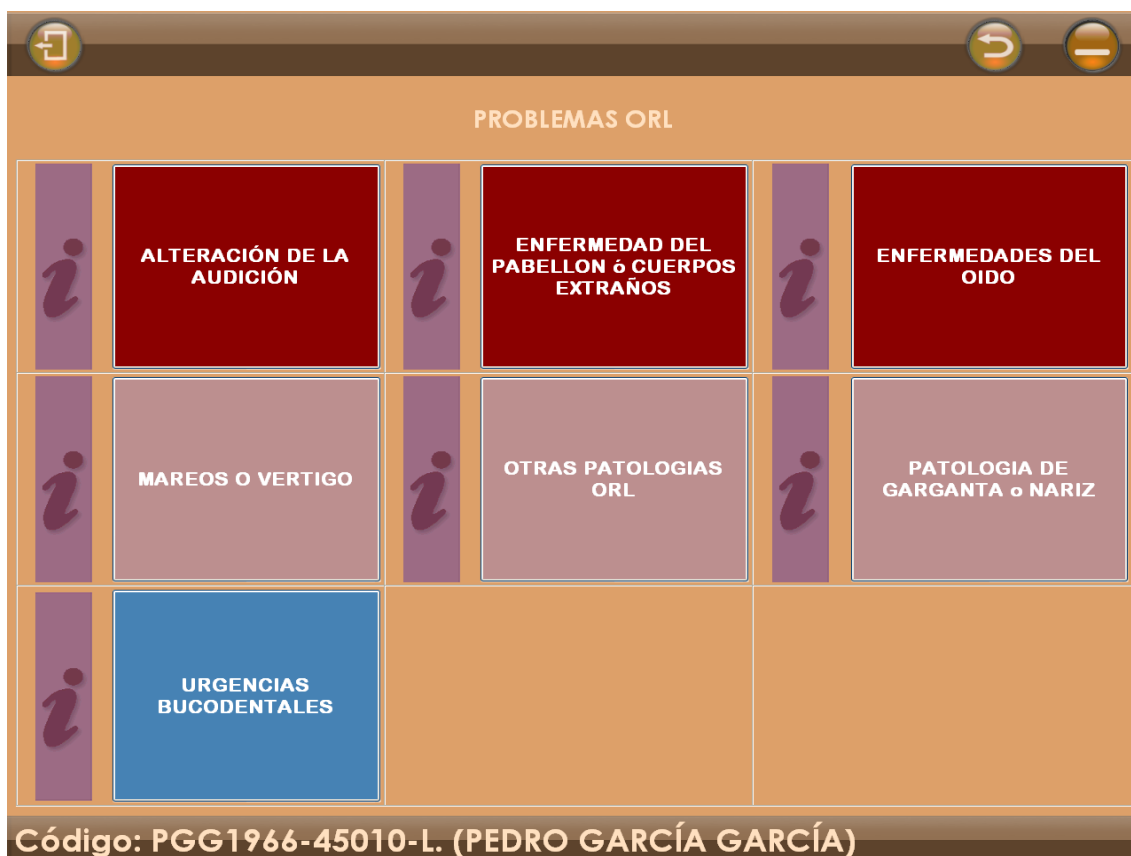 PROBLEMAS ORL
ALTERACIÓN DE LA
AUDICIÓN
ENFERMEDAD DEL
PABELLON ó CUERPOS
EXTRAÑOS
ENFERMEDADES DEL
OIDO
MAREOS O VERTIGO
OTRAS PATOLOGIAS
ORL
PATOLOGIA DE
GARGANTA o NARIZ
URGENCIAS
BUCODENTALES
Código: PGG1966-45010-L. (PEDRO GARCÍA GARCÍA)